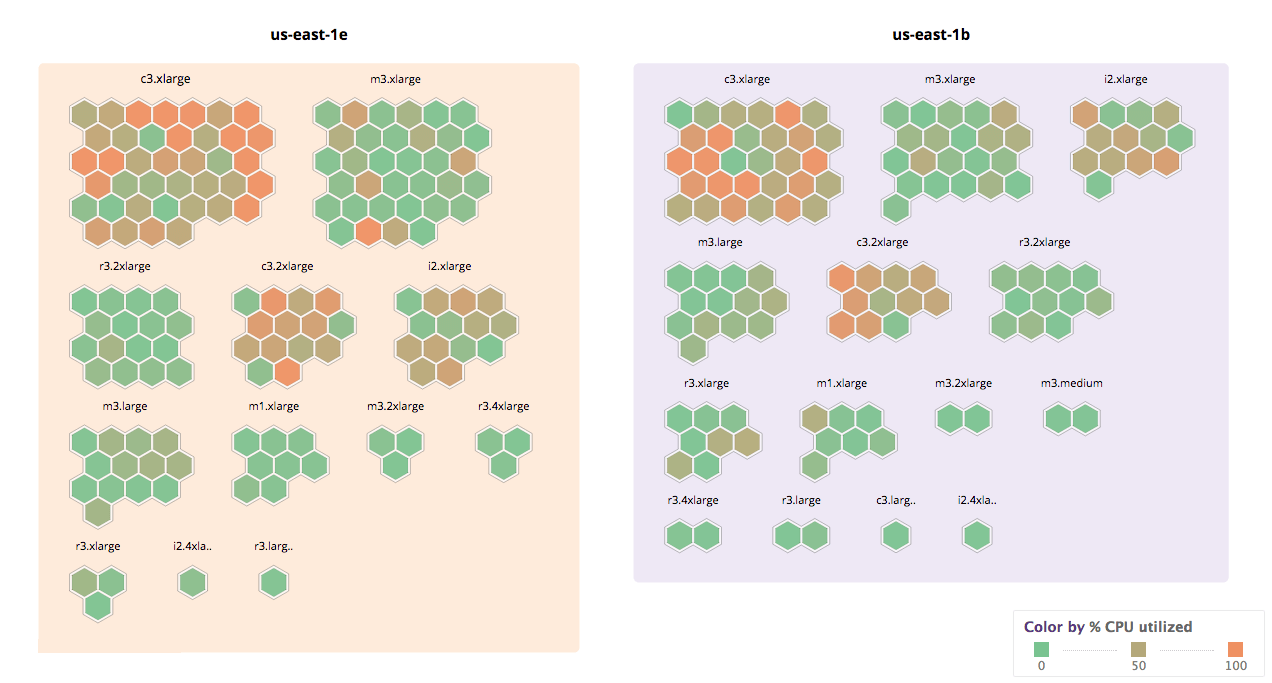 us-east-1e
c3.xlarge
m3.xlarge
r3.2xlarge
c3.2xlarge
i2.xlarge
m3.large
m1.xlarge
m3.2xlarge
r3.4xlarge
r3.xlarge
i2.4xla..
r3.larg..
us-east-1b
c3.xlarge
m3.xlarge
i2.xlarge
m3.large
c3.2xlarge
r3.2xlarge
r3.xlarge
m1.xlarge
m3.2xlarge
m3.medium
r3.4xlarge
r3.large
c3.larg..
i2.4xla..
Color by % CPU utilized
0
50
100